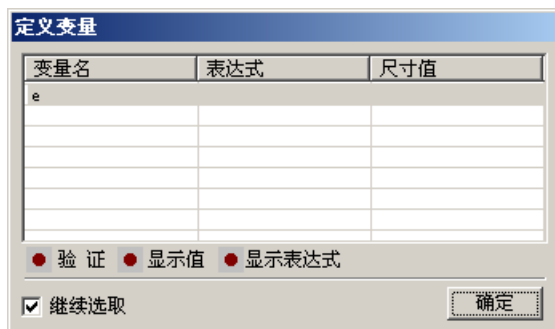 定义变量
变量名 表达式 尺寸值
e
验 证 显示值 显示表达式
继续选取 确定